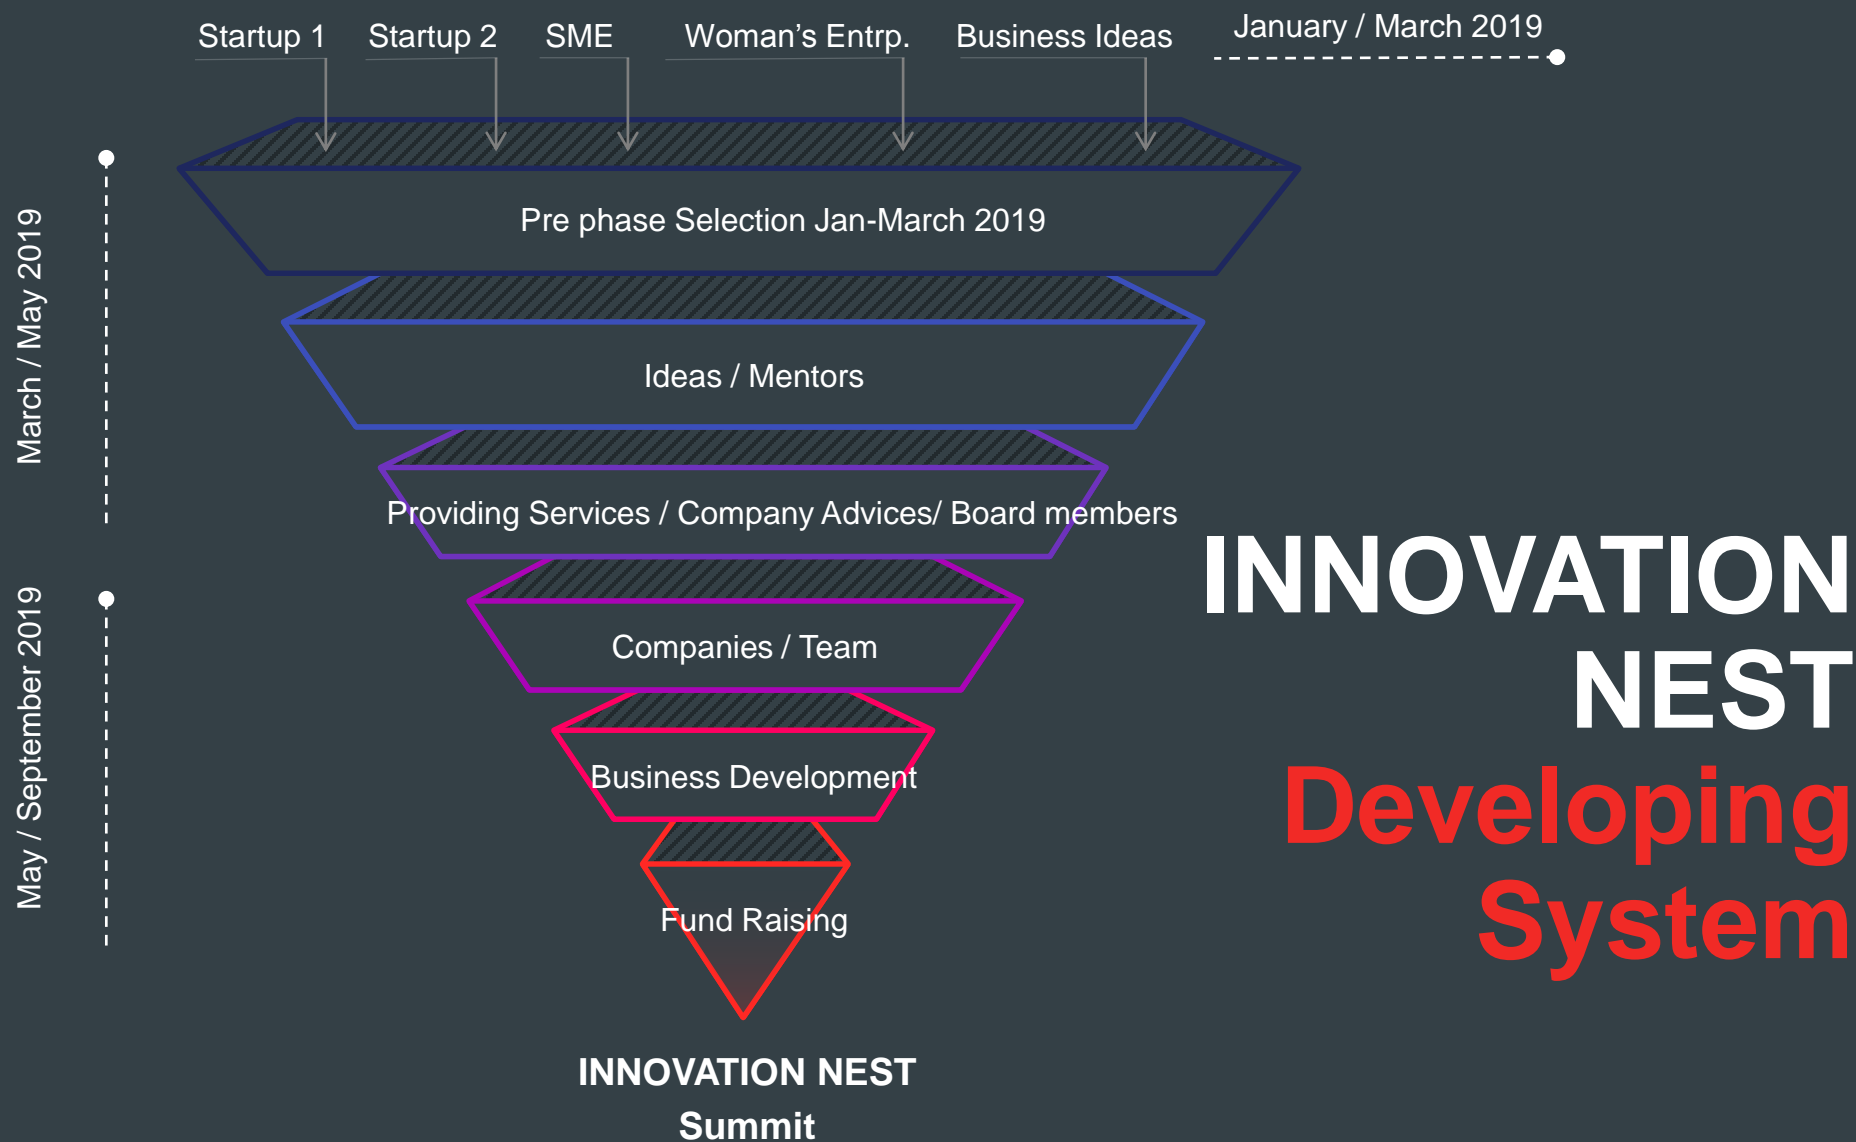 Startup 1
Startup 2
SME
Woman's Entrp.
Business Ideas
January / March 2019
March / May 2019
Pre phase Selection Jan-March 2019
Ideas / Mentors
Providing Services / Company Advices/ Board members
May / September 2019
Companies / Team
Business Development
Fund Raising
INNOVATION NEST
Summit
INNOVATION
NEST
Developing
System